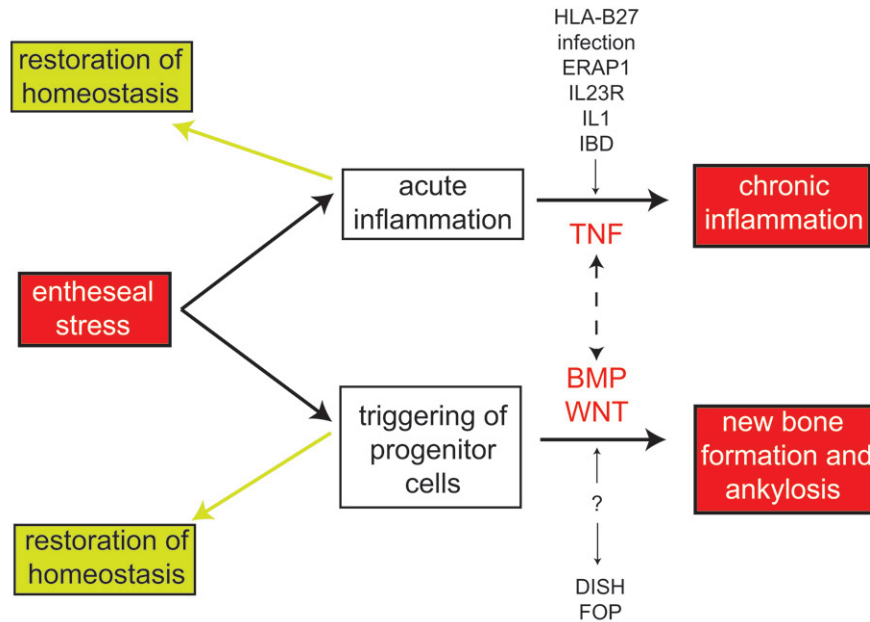 restoration of
homeostasis
HLA-B27
infection
ERAP1
IL23R
IL1
IBD
acute
inflammation
TNF
chronic
inflammation
entheseal
stress
BMP
WNT
triggering of
progenitor
cells
new bone
formation and
ankylosis
?
restoration of
homeostasis
DISH
FOP